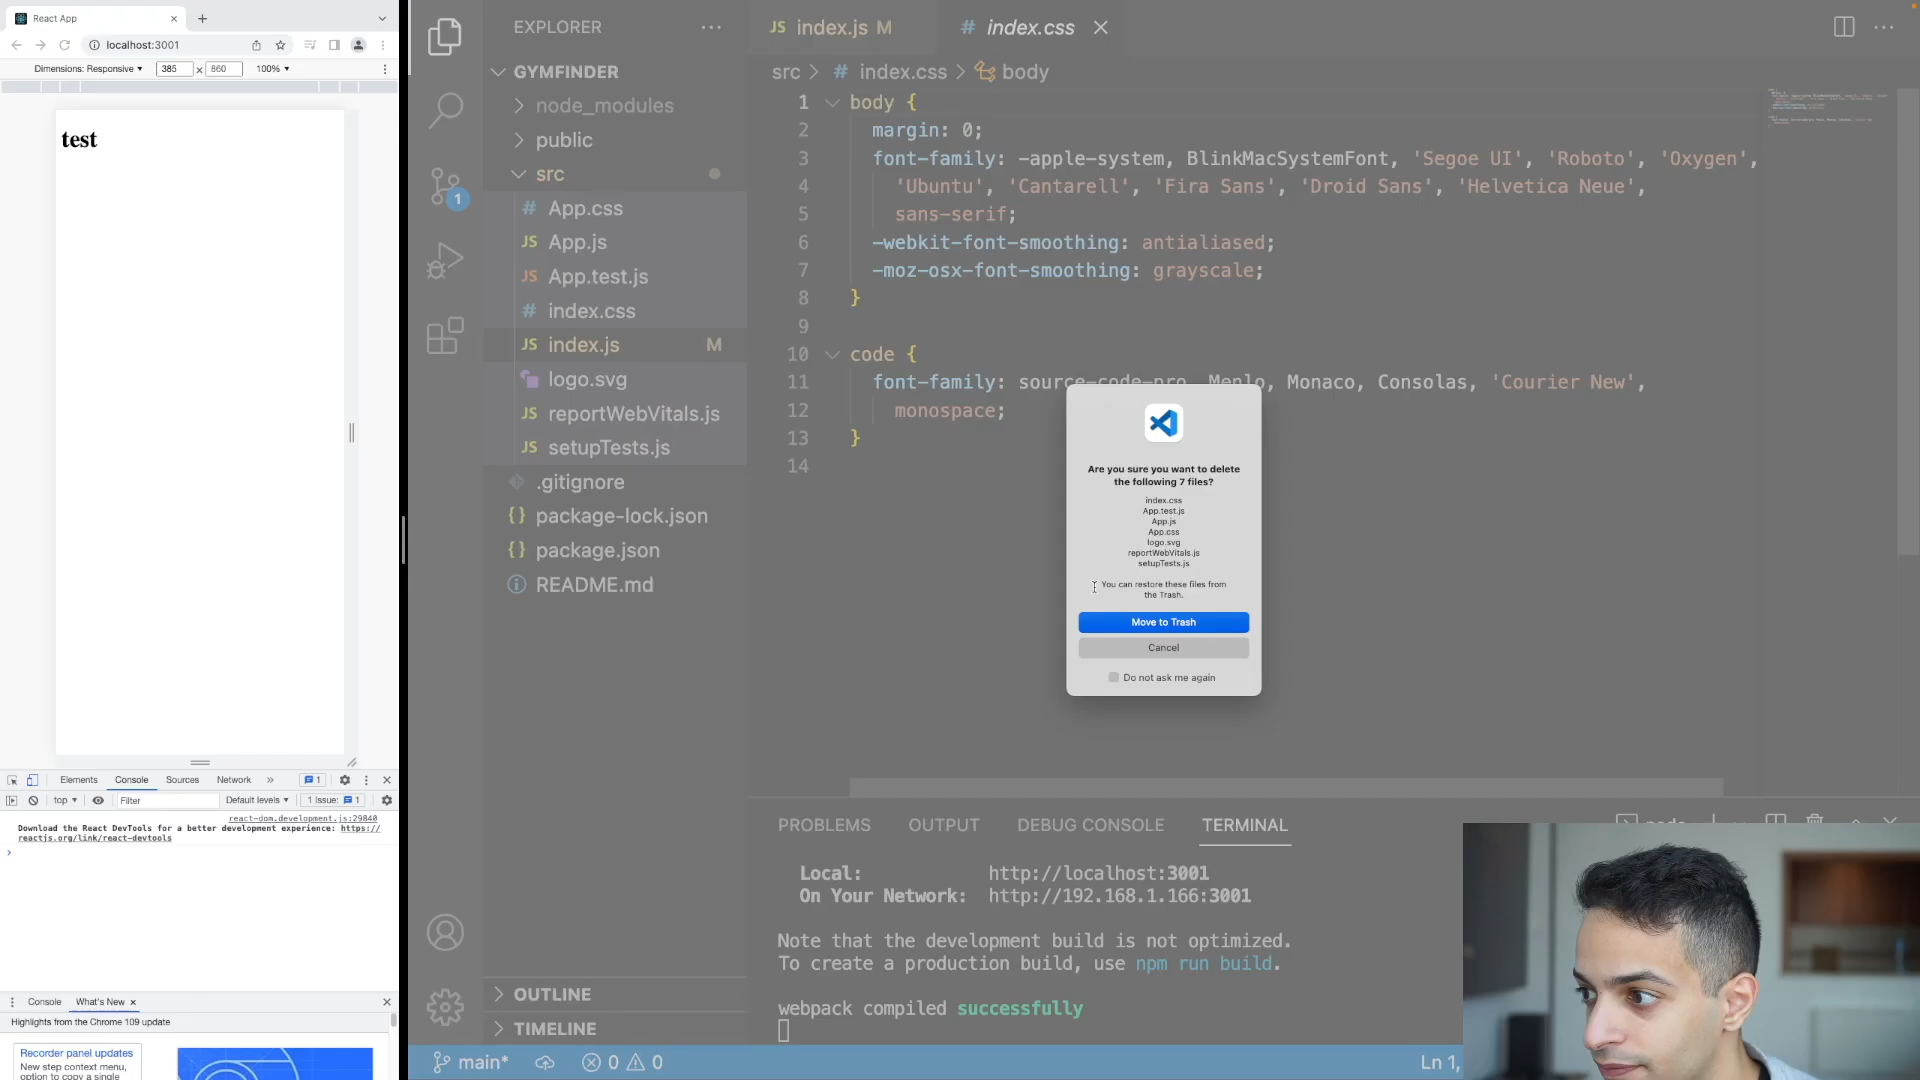 React App
localhost:3001
Dimensions: Responsive
385
x
860
100%
test
Elements
Console
Sources
Network
»
1
top
Filter
Default levels
1 Issue:
1
react-dom.development.js:29840
Download the React DevTools for a better development experience: https://
reactjs.org/link/react-devtools
Console
What's New
Highlights from the Chrome 109 update
Recorder panel updates
New step context menu,
option to copy a single
EXPLORER
GYMFINDER
node_modules
public
src
# App.css
JS App.js
JS App.test.js
# index.css
JS index.js M
logo.svg
JS reportWebVitals.js
JS setupTests.js
.gitignore
{} package-lock.json
{} package.json
README.md
OUTLINE
TIMELINE
1
JS index.js M
# index.css
src > # index.css > body
1 body {
2 margin: 0;
3 font-family: -apple-system, BlinkMacSystemFont, 'Segoe UI', 'Roboto', 'Oxygen',
4 'Ubuntu', 'Cantarell', 'Fira Sans', 'Droid Sans', 'Helvetica Neue',
5 sans-serif;
6 -webkit-font-smoothing: antialiased;
7 -moz-osx-font-smoothing: grayscale;
8 }
9
10 code {
11 font-family: source-code-pro, Menlo, Monaco, Consolas, 'Courier New',
12 monospace;
13 }
14
Are you sure you want to delete
the following 7 files?
index.css
App.test.js
App.js
App.css
logo.svg
reportWebVitals.js
setupTests.js
You can restore these files from
the Trash.
Move to Trash
Cancel
Do not ask me again
PROBLEMS
OUTPUT
DEBUG CONSOLE
TERMINAL
Local: http://localhost:3001
On Your Network: http://192.168.1.166:3001
Note that the development build is not optimized.
To create a production build, use npm run build.
webpack compiled successfully
main*
0
0
Ln 1,